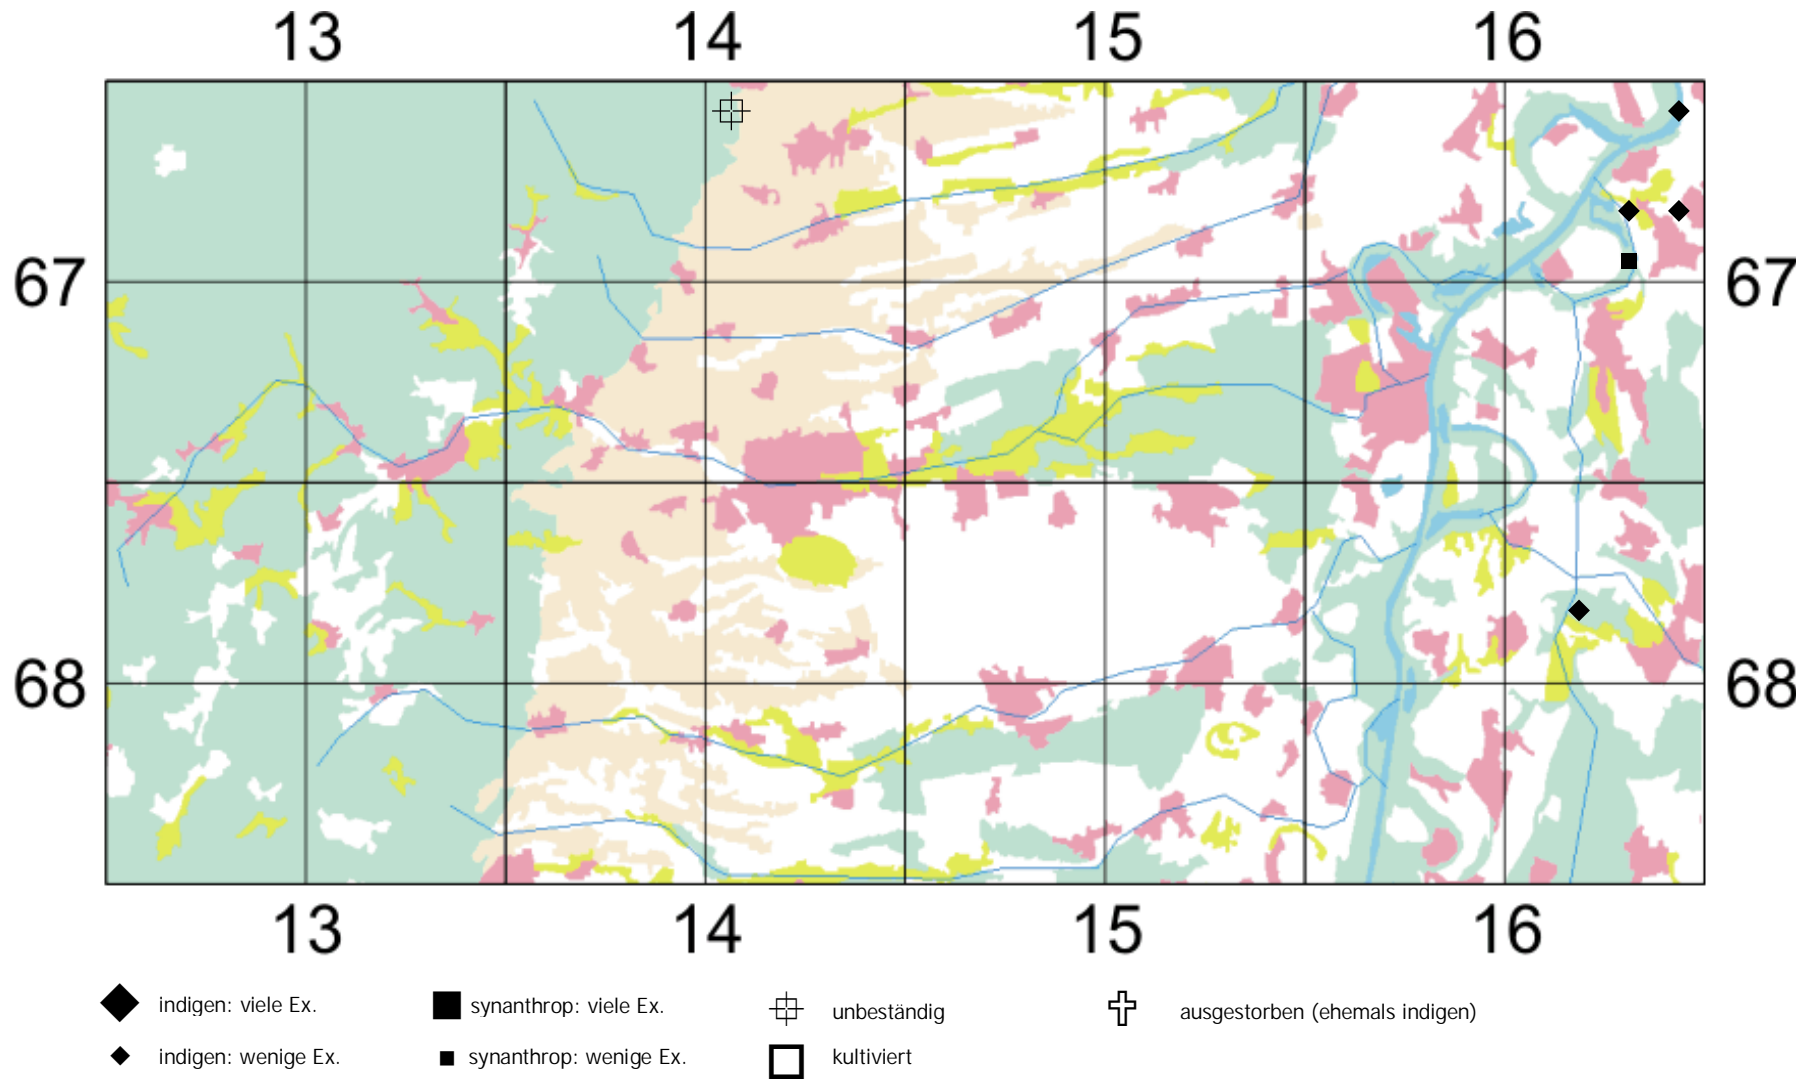 13 14 15 16
67 67
68 68
13 14 15 16
indigen: viele Ex. synanthrop: viele Ex. unbeständig ausgestorben (ehemals indigen)
indigen: wenige Ex. synanthrop: wenige Ex. kultiviert